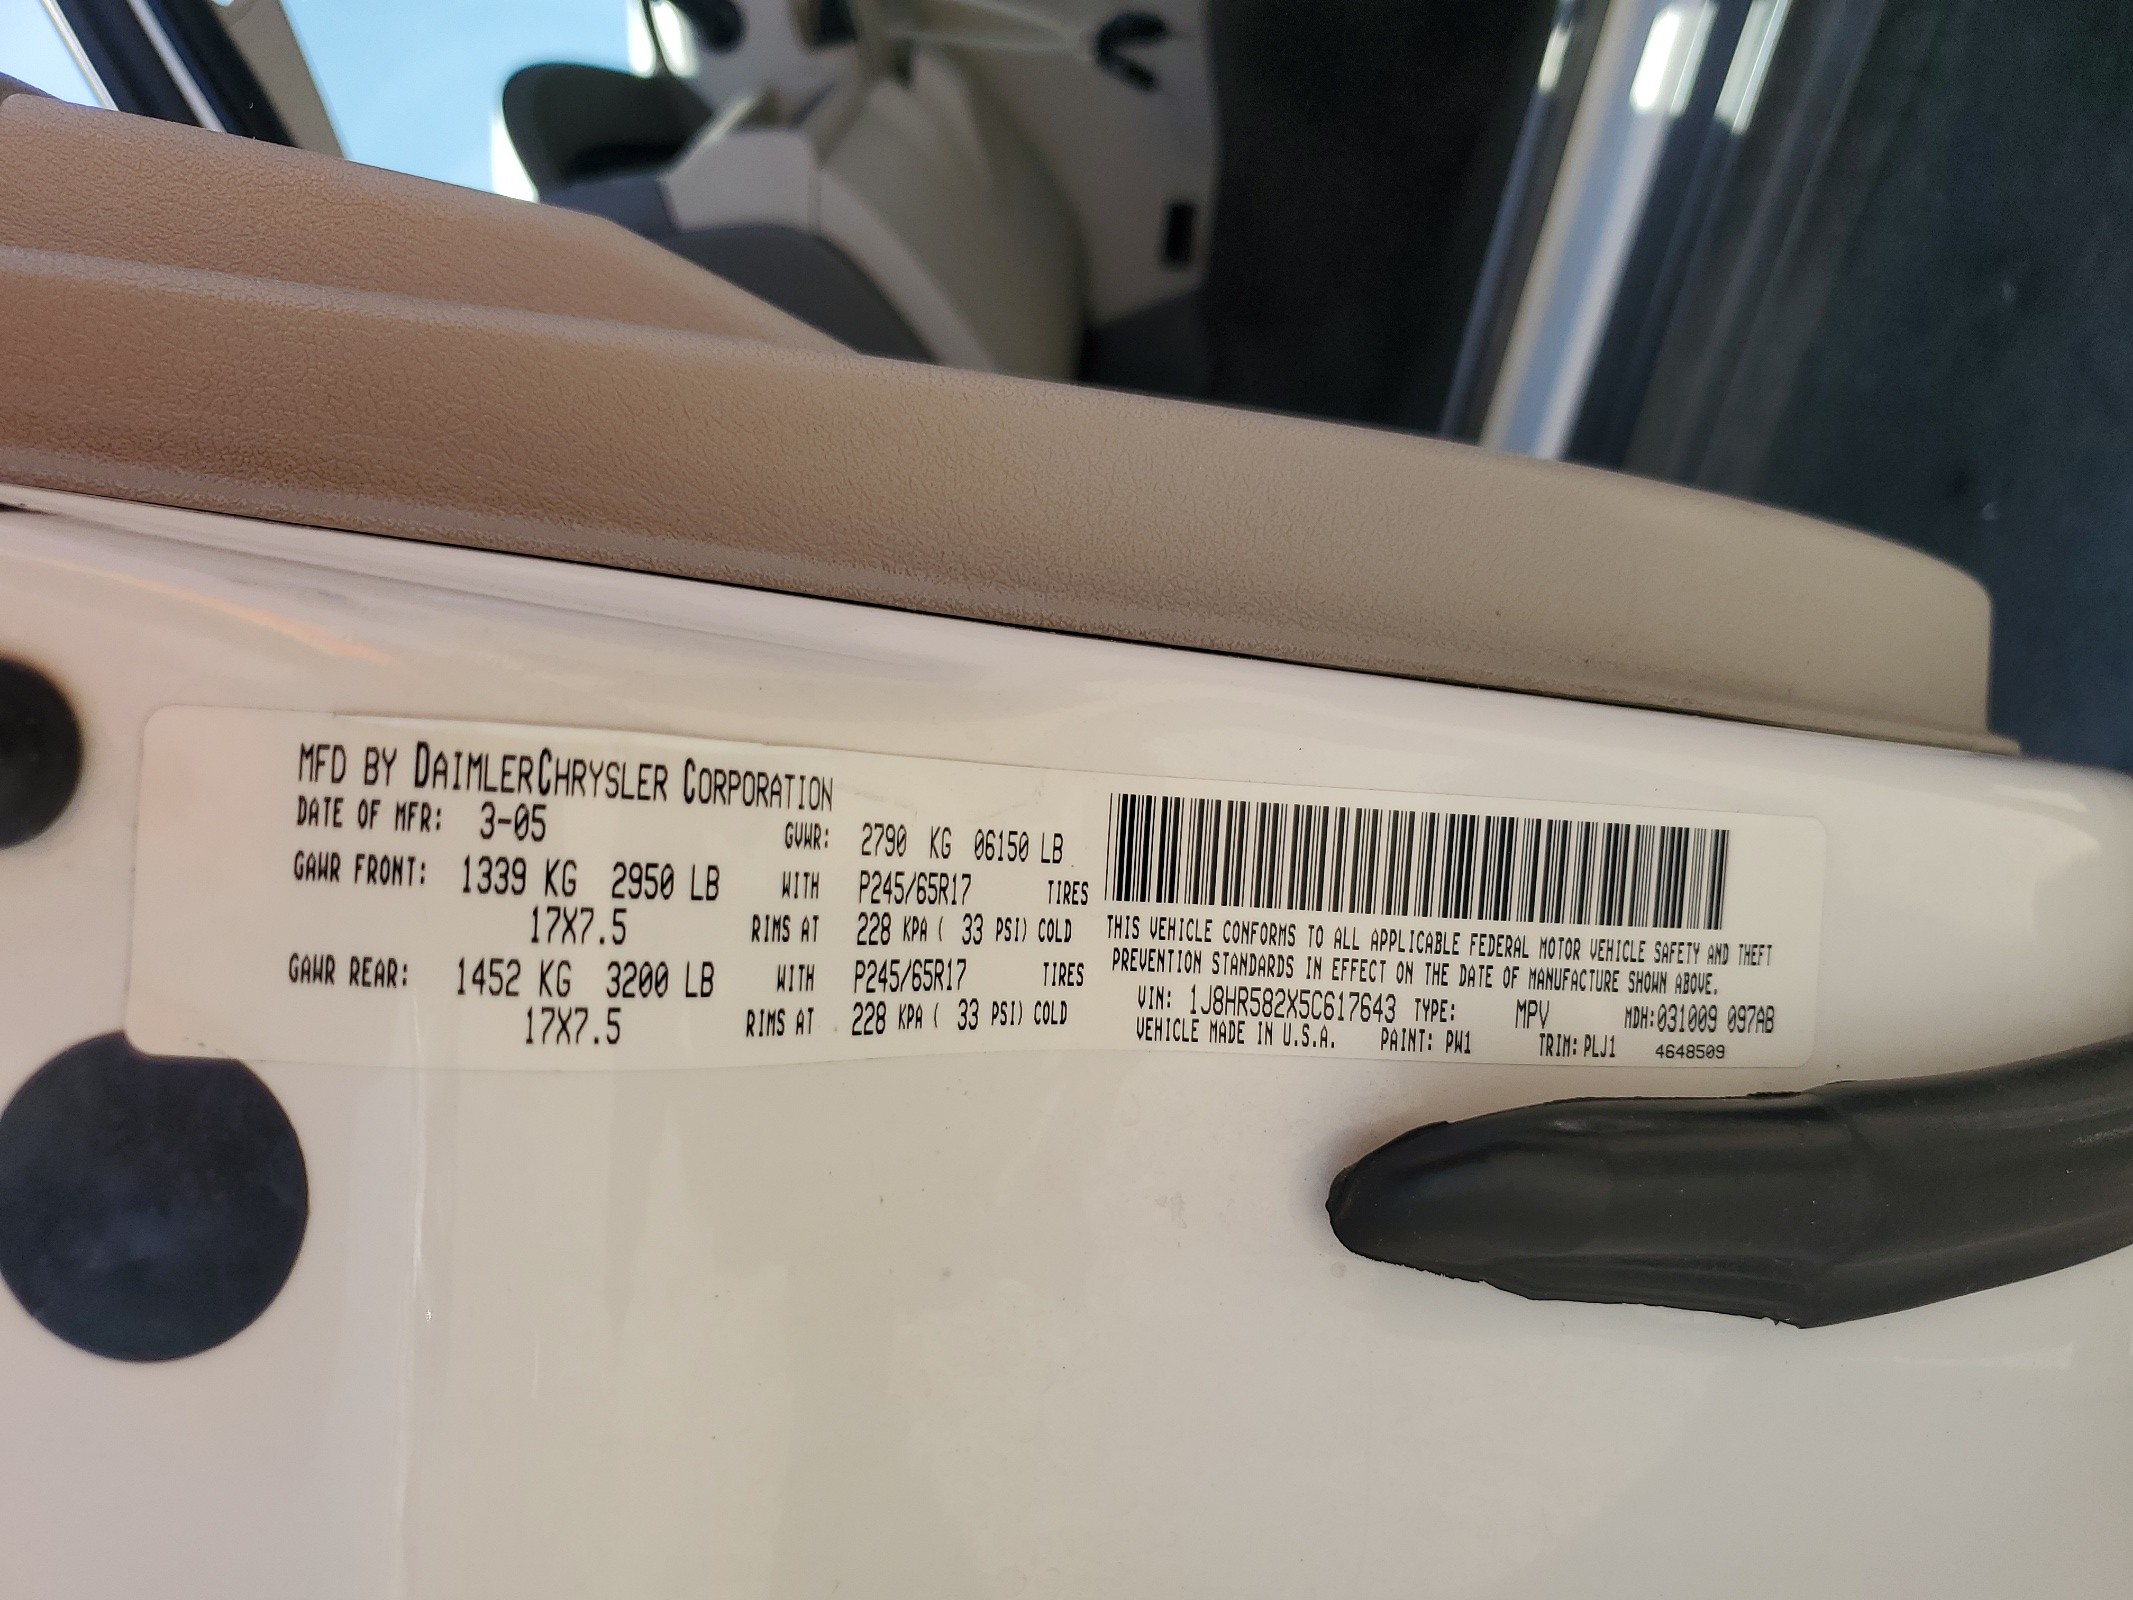 MFD BY DAIMLERCHRYSLER CORPORATION
DATE OF MFR: 3-05 GVWR: 2790 KG 06150 LB
GAWR FRONT: 1339 KG 2950 LB WITH P245/65R17 TIRES
17X7.5 RIMS AT 228 KPA ( 33 PSI) COLD
GAWR REAR: 1452 KG 3200 LB WITH P245/65R17 TIRES
17X7.5 RIMS AT 228 KPA ( 33 PSI) COLD
THIS VEHICLE CONFORMS TO ALL APPLICABLE FEDERAL MOTOR VEHICLE SAFETY AND THEFT
PREVENTION STANDARDS IN EFFECT ON THE DATE OF MANUFACTURE SHOWN ABOVE.
VIN: 1J8HR582X5C617643 TYPE: MPV MDH:031009 097AB
VEHICLE MADE IN U.S.A. PAINT: PW1 TRIM: PLJ1 4648509